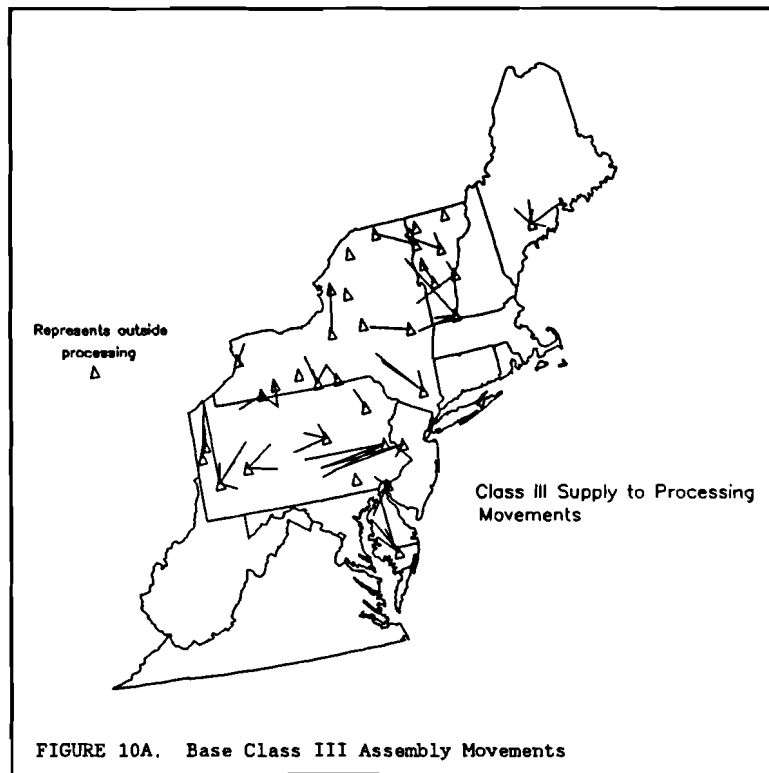 Represents outside
processing
Class III Supply to Processing
Movements
FIGURE 10A. Base Class III Assembly Movements